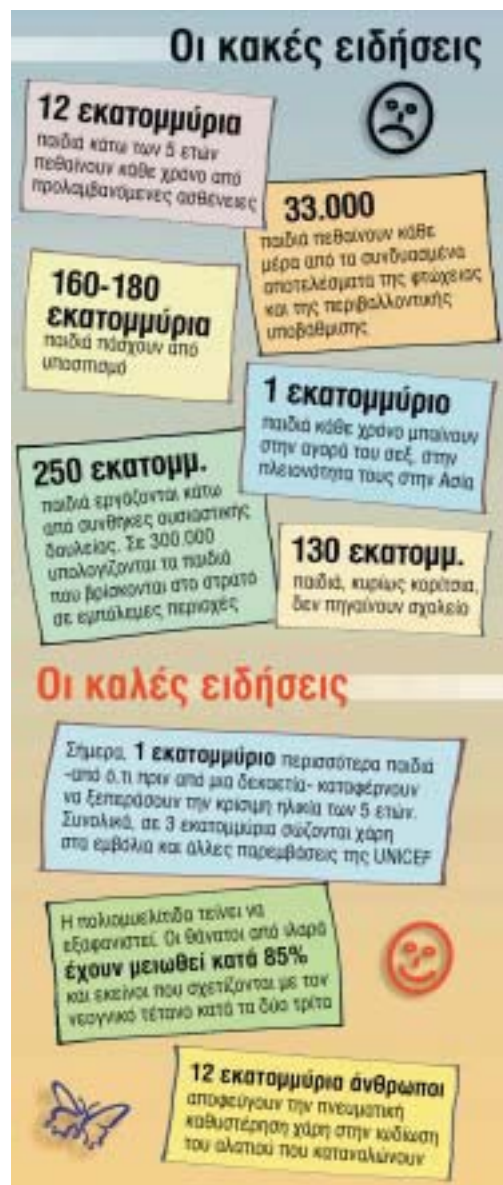 Οι κακές ειδήσεις
12 εκατομμύρια
παιδιά κάτω των 5 ετών
πεθαίνουν κάθε χρόνο από
προλαμβανόμενες ασθένειες
33.000
παιδιά πεθαίνουν κάθε
μέρα από τα συνδυασμένα
αποτελέσματα της φτώχειας
και της περιβαλλοντικής
υποβάθμισης
160-180
εκατομμύρια
παιδιά πάσχουν από
υποσιτισμό
1 εκατομμύριο
παιδιά κάθε χρόνο μπαίνουν
στην αγορά του σεξ, στην
πλειονότητα τους στην Ασία
250 εκατομμ.
παιδιά εργάζονται κάτω
από συνθήκες ουσιαστικής
δουλείας. Σε 300.000
υπολογίζονται τα παιδιά
που βρίσκονται στο στρατό
σε εμπόλεμες περιοχές
130 εκατομμ.
παιδιά, κυρίως κορίτσια,
δεν πηγαίνουν σχολείο
Οι καλές ειδήσεις
Σήμερα, 1 εκατομμύριο περισσότερα παιδιά
-από ό,τι πριν από μια δεκαετία- καταφέρνουν
να ξεπεράσουν την κρίσιμη ηλικία των 5 ετών.
Συνολικά, σε 3 εκατομμύρια σώζονται χάρη
στα εμβόλια και άλλες παρεμβάσεις της UNICEF
Η πολιομυελίτιδα τείνει να
εξαφανιστεί. Οι θάνατοι από ιλαρά
έχουν μειωθεί κατά 85%
και εκείνοι που σχετίζονται με τον
νεογνικό τέτανο κατά τα δύο τρίτα
12 εκατομμύρια άνθρωποι
αποφεύγουν την πνευματική
καθυστέρηση χάρη στην ιωδίωση
του αλατιού που καταναλώνουν